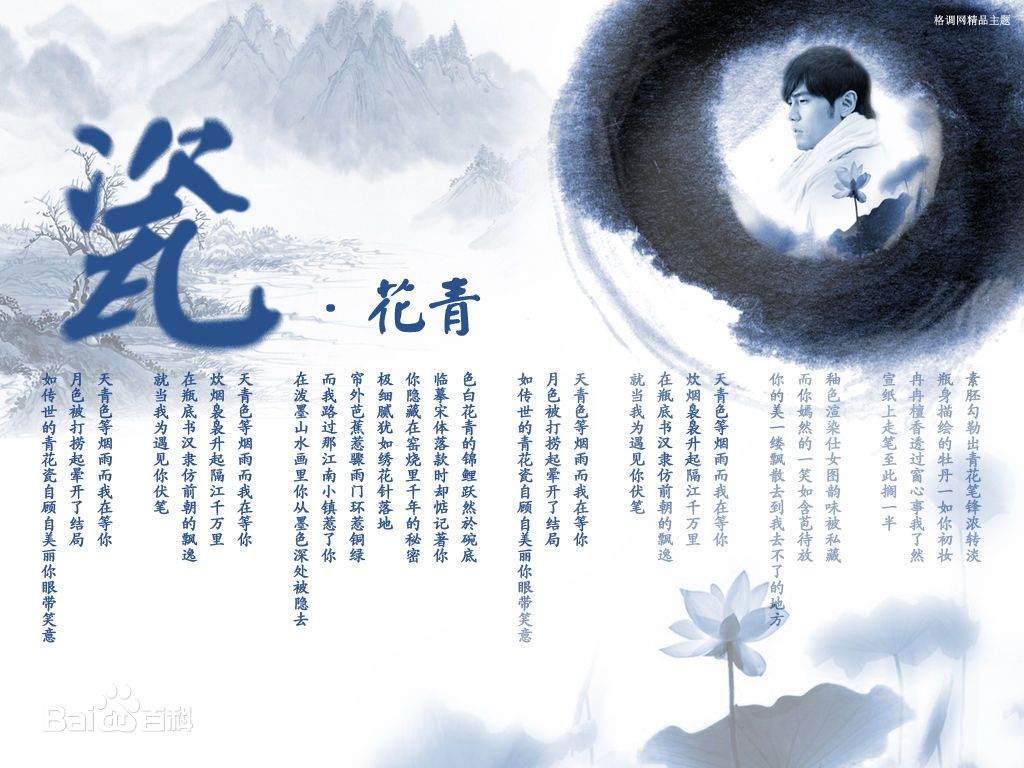 格调网精品主题
青花·瓷
素胚勾勒出青花笔锋浓转淡
瓶身描绘的牡丹一如你初妆
冉冉檀香透过窗心事我了然
宣纸上走笔至此搁一半
釉色渲染仕女图韵味被私藏
而你嫣然的一笑如含苞待放
你的美一缕飘散去到我去不了的地方
天青色等烟雨而我在等你
炊烟袅袅升起隔江千万里
在瓶底书汉隶仿前朝的飘逸
就当我为遇见你伏笔
天青色等烟雨而我在等你
月色被打捞起晕开了结局
如传世的青花瓷自顾自美丽你眼带笑意
色白花青的锦鲤跃然於碗底
临摹宋体落款时却惦记著你
你隐藏在窑烧里千年的秘密
极细腻犹如绣花针落地
帘外芭蕉惹骤雨门环惹铜绿
而我路过那江南小镇惹了你
在泼墨山水画里你从墨色深处被隐去
天青色等烟雨而我在等你
炊烟袅袅升起隔江千万里
在瓶底书汉隶仿前朝的飘逸
就当我为遇见你伏笔
天青色等烟雨而我在等你
月色被打捞起晕开了结局
如传世的青花瓷自顾自美丽你眼带笑意
Baidu百科